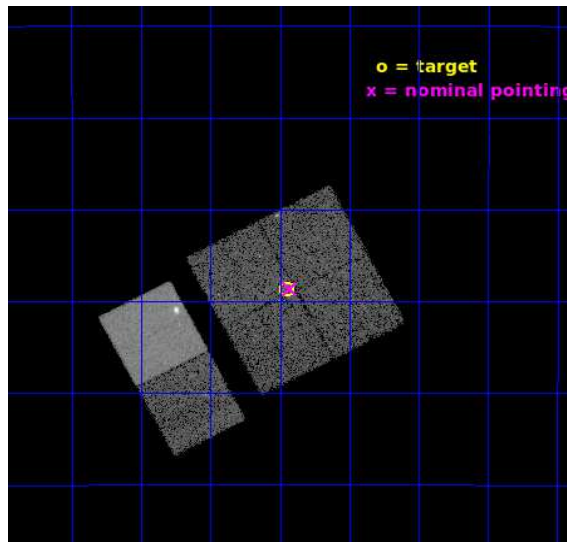 o = target
x = nominal pointing